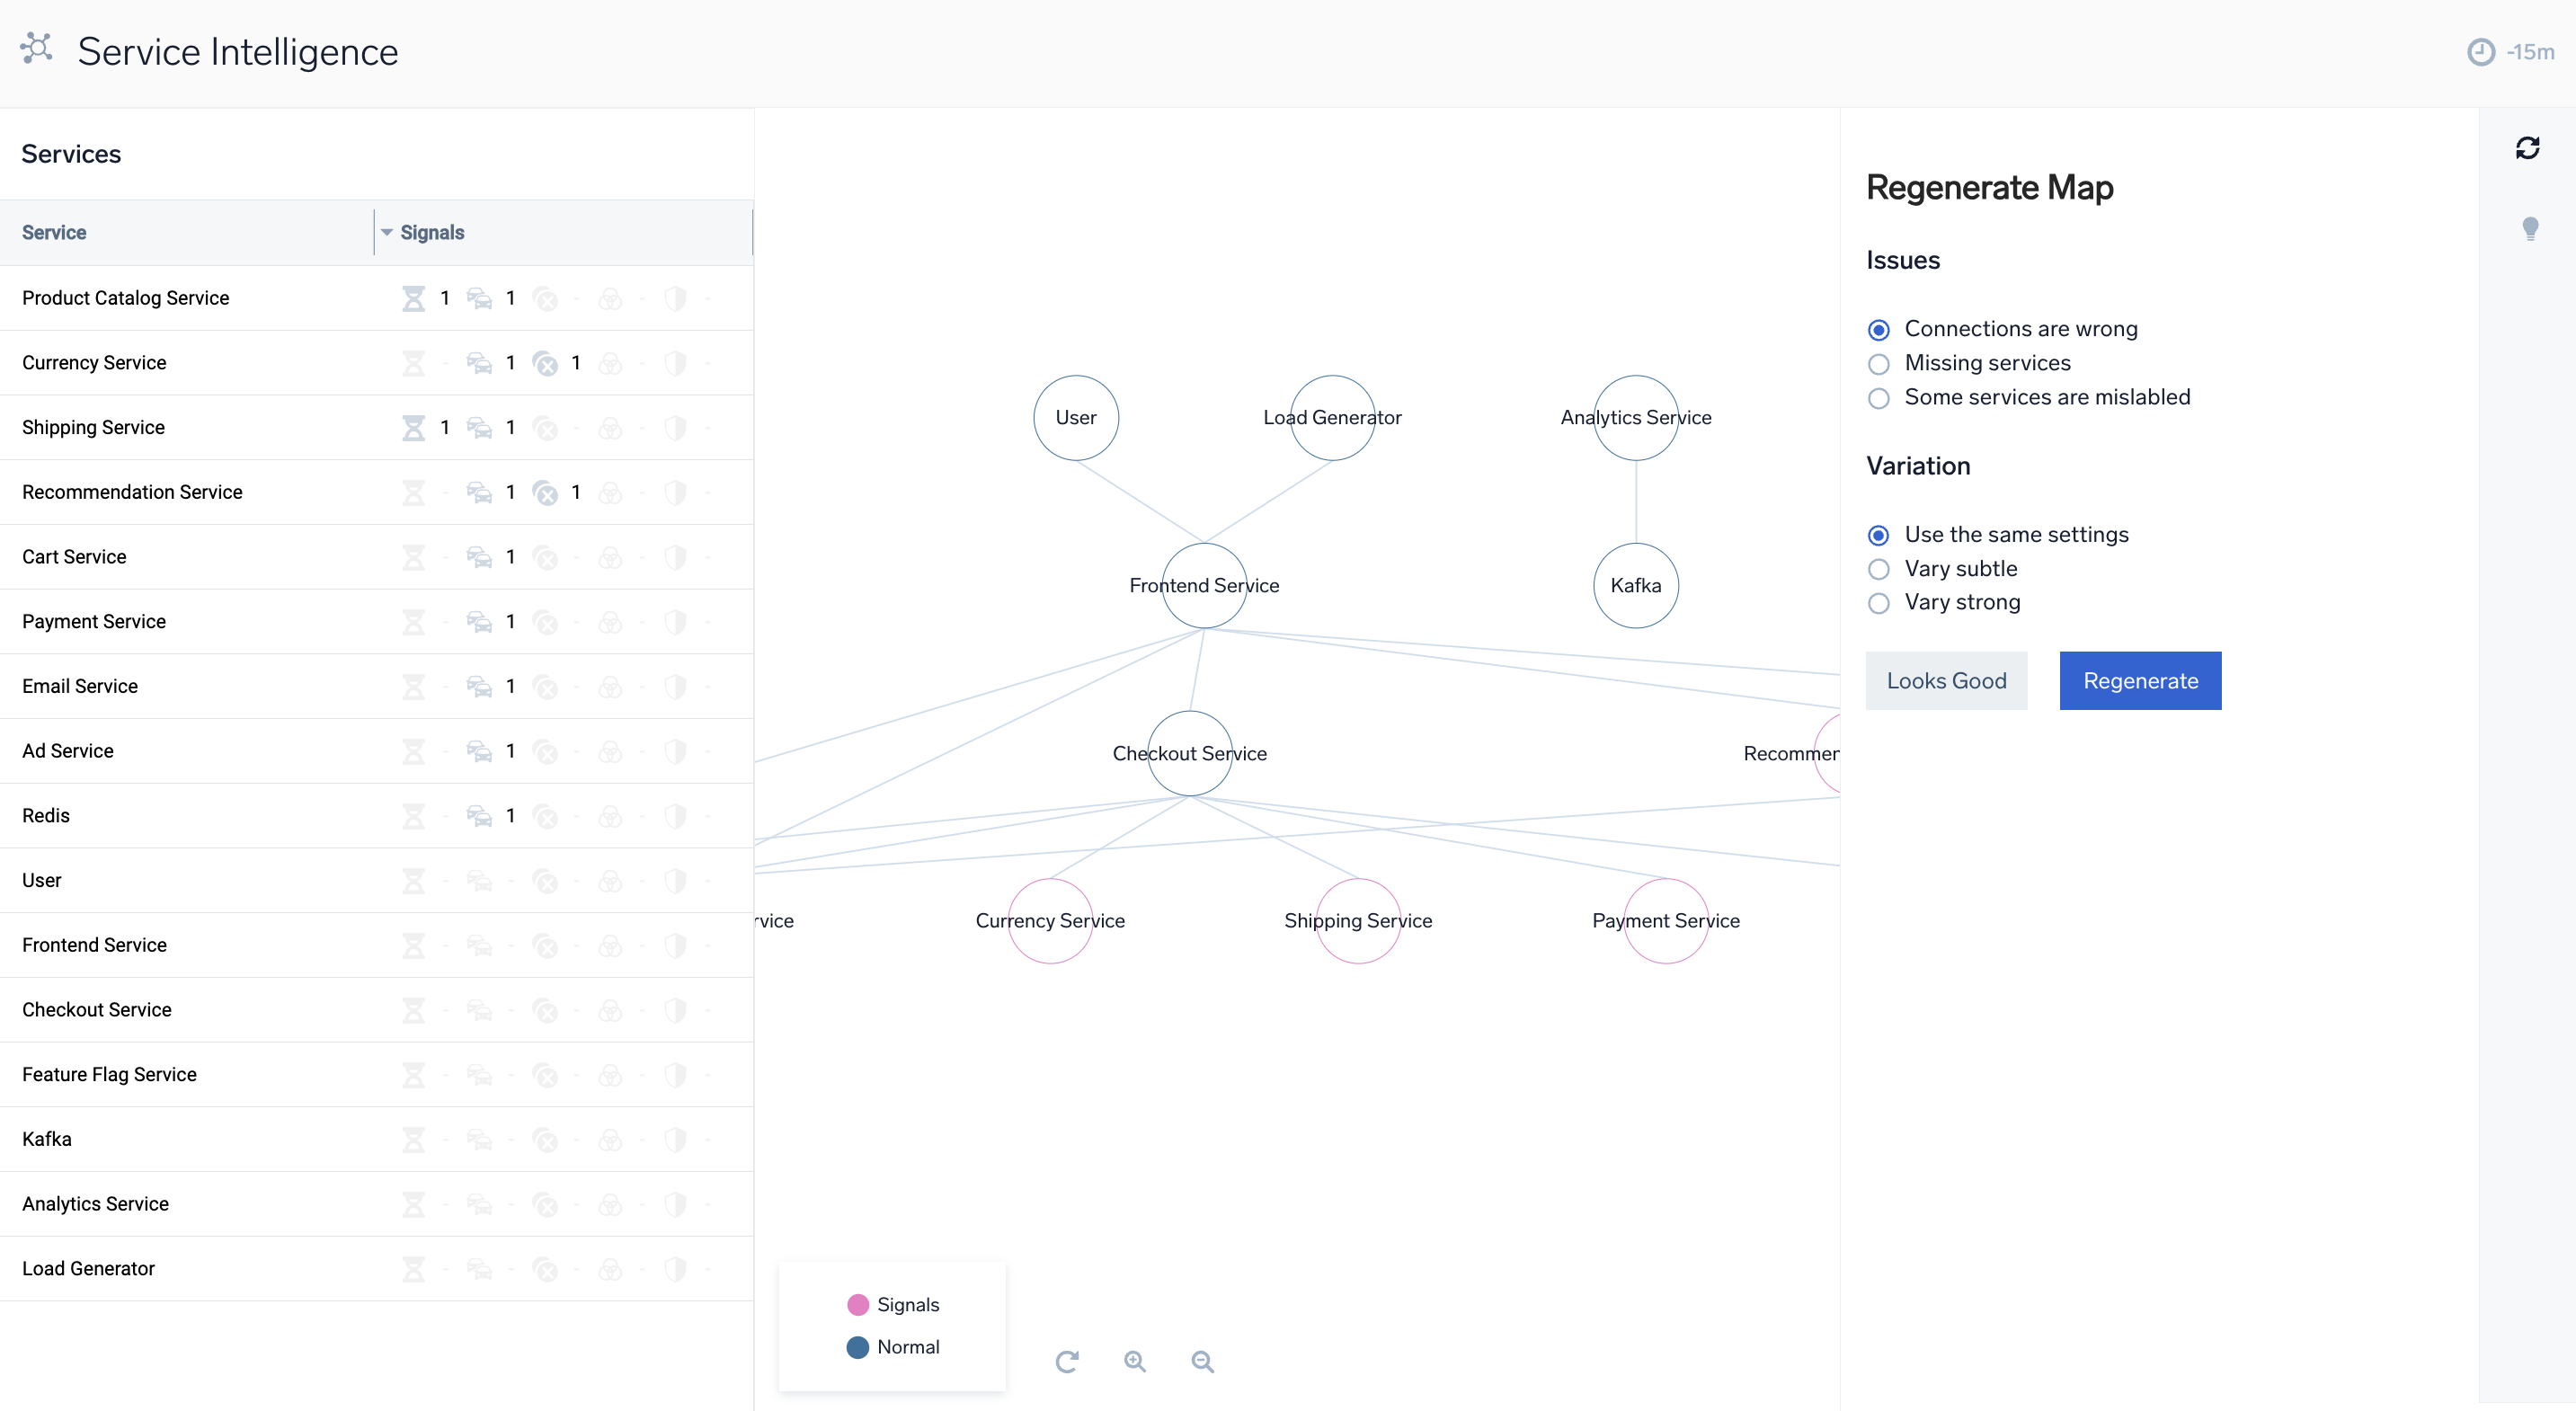 Service Intelligence
-15m
Services
Service
Signals
Product Catalog Service 1 1 - - -
Currency Service - 1 1 - -
Shipping Service 1 1 - - -
Recommendation Service - 1 1 - -
Cart Service - 1 - - -
Payment Service - 1 - - -
Email Service - 1 - - -
Ad Service - 1 - - -
Redis - 1 - - -
User - - - - -
Frontend Service - - - - -
Checkout Service - - - - -
Feature Flag Service - - - - -
Kafka - - - - -
Analytics Service - - - - -
Load Generator - - - - -
User
Load Generator
Analytics Service
Frontend Service
Kafka
Checkout Service
Recommen
rvice
Currency Service
Shipping Service
Payment Service
Signals
Normal
Regenerate Map
Issues
Connections are wrong
Missing services
Some services are mislabled
Variation
Use the same settings
Vary subtle
Vary strong
Looks Good
Regenerate